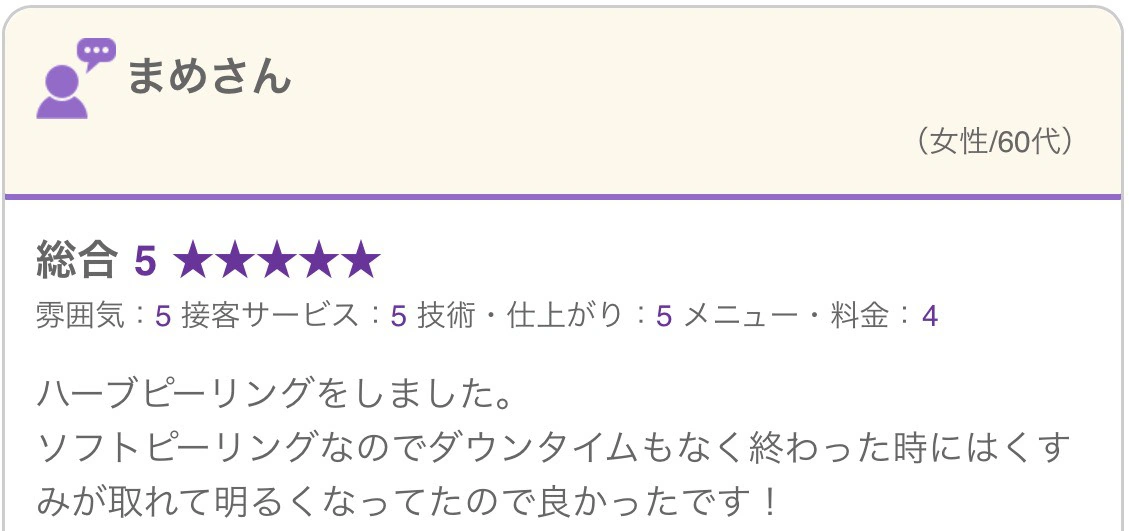 まめさん
（女性/60代）
総合 5 ★★★★★
雰囲気：5 接客サービス：5 技術・仕上がり：5 メニュー・料金：4
ハーブピーリングをしました。
ソフトピーリングなのでダウンタイムもなく終わった時にはくす
みが取れて明るくなってたので良かったです！